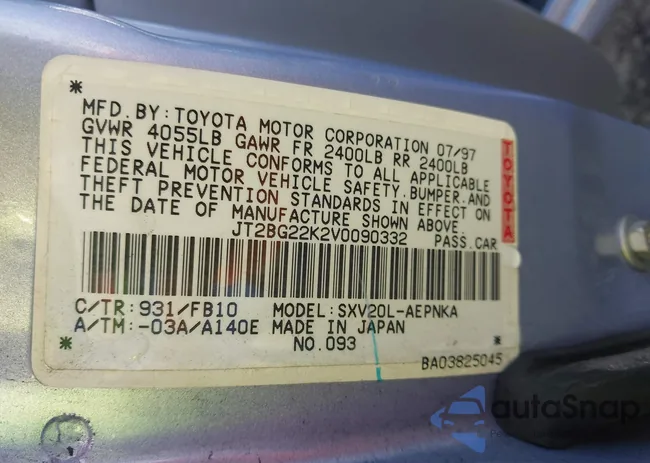 *
MFD. BY: TOYOTA MOTOR CORPORATION 07/97
GVWR 4055LB GAWR FR 2400LB RR 2400LB
THIS VEHICLE CONFORMS TO ALL APPLICABLE
FEDERAL MOTOR VEHICLE SAFETY.BUMPER.AND
THEFT PREVENTION STANDARDS IN EFFECT ON
THE DATE OF MANUFACTURE SHOWN ABOVE.
JT2BG22K2V0090332 PASS.CAR
TOYOTA
C/TR: 931/FB10 MODEL: SXV20L-AEPNKA
A/TM: -03A/A140E MADE IN JAPAN
* NO.093
BA03825045
autoSnap